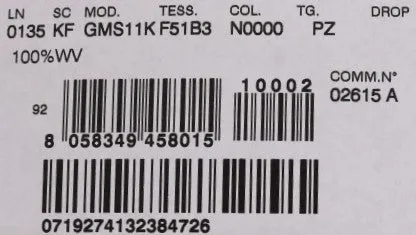 LN SC MOD. TESS. COL. TG. DROP
0135 KF GMS11K F51B3 N0000 PZ
100%WV
10002 COMM.N°
02615 A
92
8 058349 458015
0719274132384726